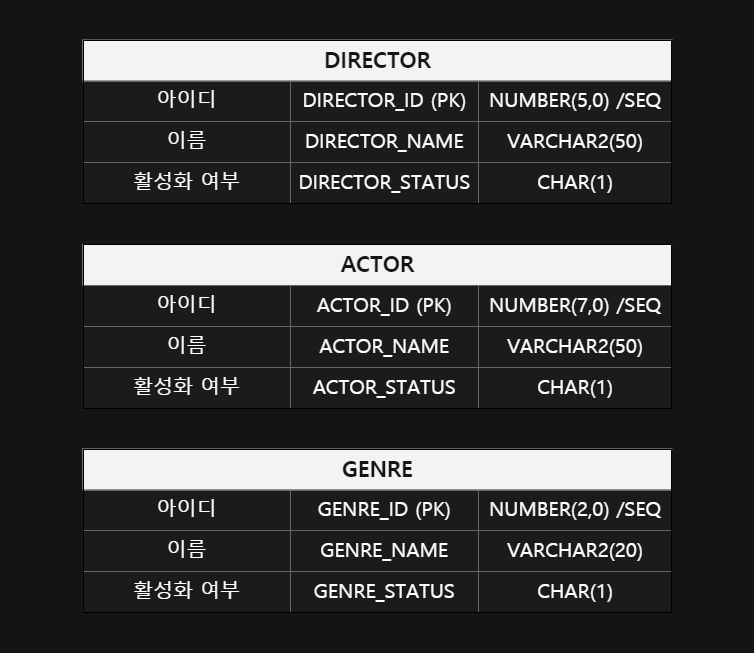 DIRECTOR
아이디 DIRECTOR_ID (PK) NUMBER(5,0) /SEQ
이름 DIRECTOR_NAME VARCHAR2(50)
활성화 여부 DIRECTOR_STATUS CHAR(1)
ACTOR
아이디 ACTOR_ID (PK) NUMBER(7,0) /SEQ
이름 ACTOR_NAME VARCHAR2(50)
활성화 여부 ACTOR_STATUS CHAR(1)
GENRE
아이디 GENRE_ID (PK) NUMBER(2,0) /SEQ
이름 GENRE_NAME VARCHAR2(20)
활성화 여부 GENRE_STATUS CHAR(1)